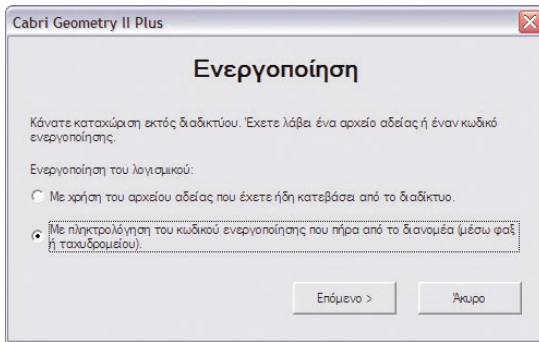 Cabri Geometry II Plus
Ενεργοποίηση
Κάνατε καταχώριση εκτός διαδικτύου. Έχετε λάβει ένα αρχείο αδείας ή έναν κωδικό
ενεργοποίησης.
Ενεργοποίηση του λογισμικού:
Με χρήση του αρχείου αδείας που έχετε ήδη κατεβάσει από το διαδίκτυο.
Με πληκτρολόγηση του κωδικού ενεργοποίησης που πήρα από το διανομέα (μέσω φαξ
ή ταχυδρομείου).
Επόμενο > Άκυρο